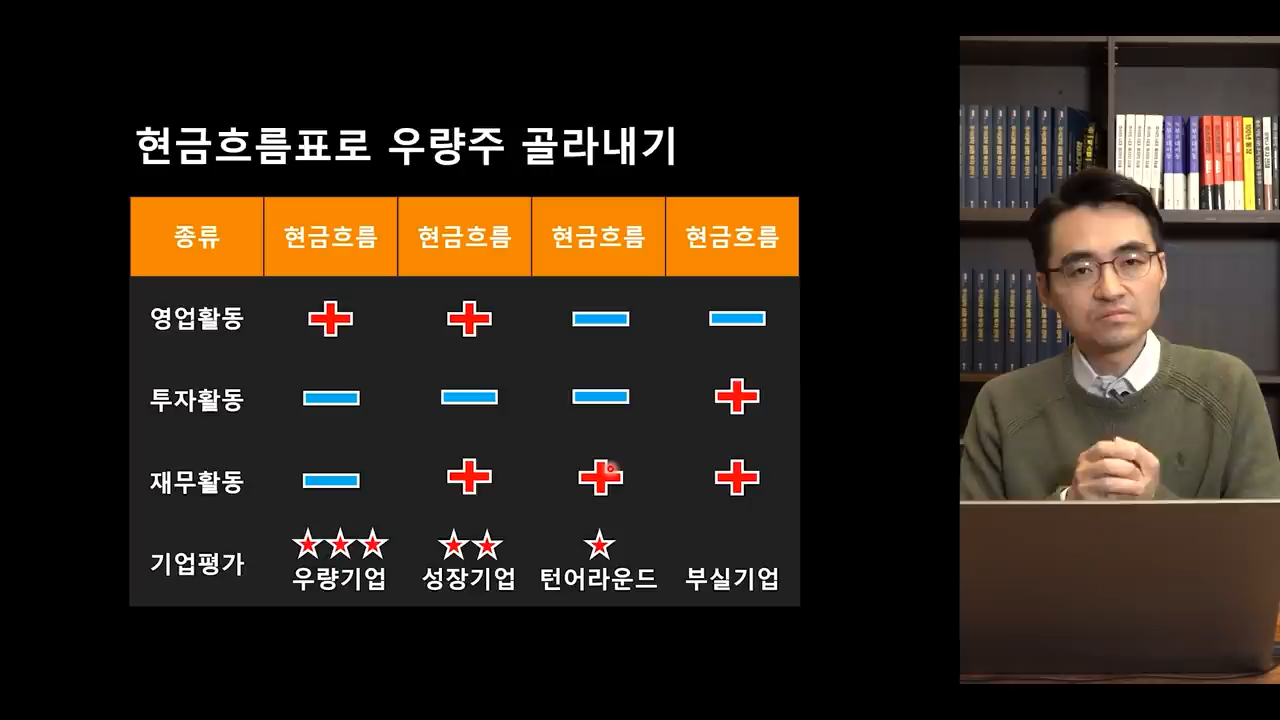 현금흐름표로 우량주 골라내기
종류 현금흐름 현금흐름 현금흐름 현금흐름
영업활동 + + － －
투자활동 － － － +
재무활동 － + + +
기업평가 ★★★ ★★ ★
우량기업 성장기업 턴어라운드 부실기업